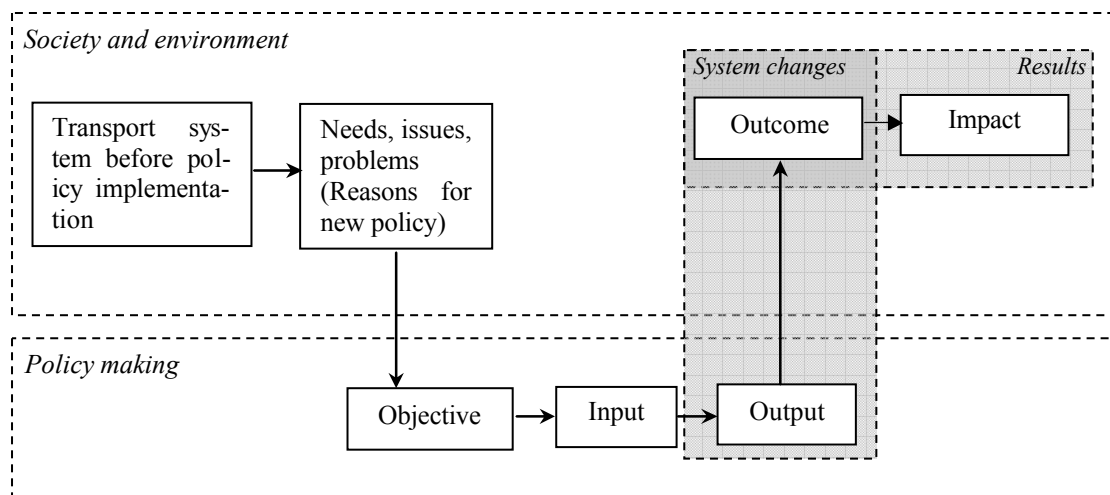 Society and environment
System changes
Results
Transport sys-
tem before pol-
icy implementa-
tion
Needs, issues,
problems
(Reasons for
new policy)
Outcome
Impact
Policy making
Objective
Input
Output